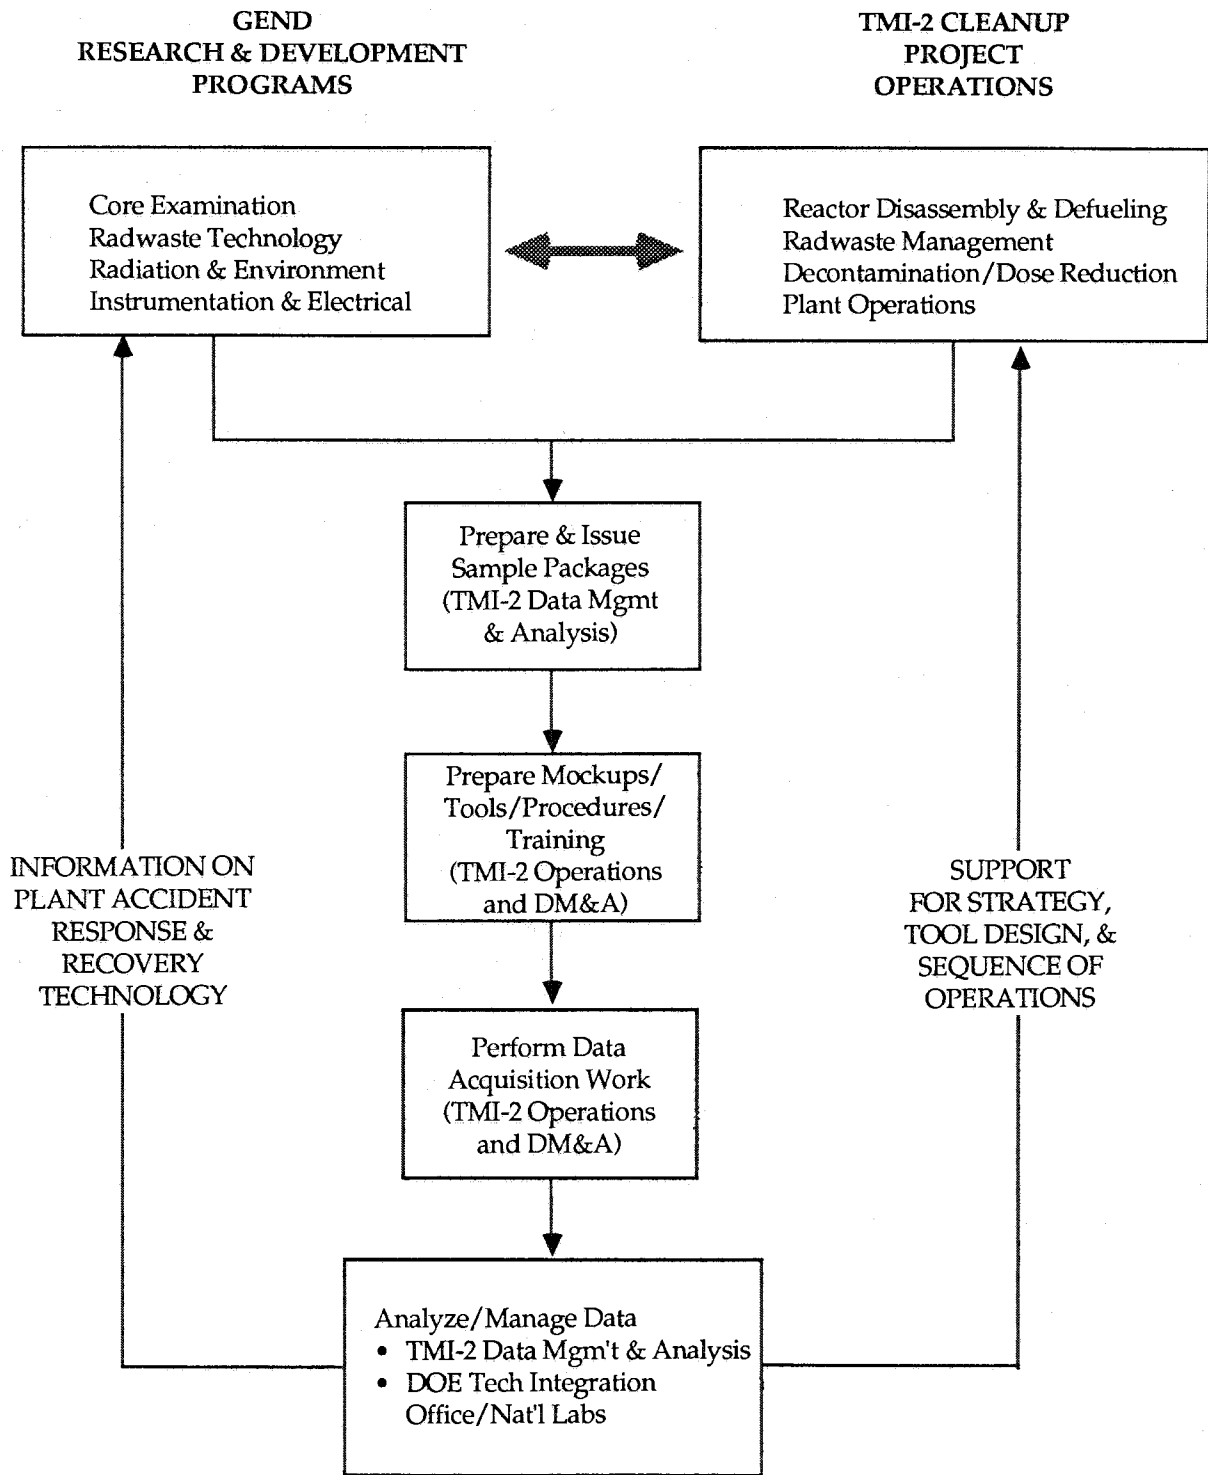 GEND
RESEARCH & DEVELOPMENT
PROGRAMS
TMI-2 CLEANUP
PROJECT
OPERATIONS
Core Examination
Radwaste Technology
Radiation & Environment
Instrumentation & Electrical
Reactor Disassembly & Defueling
Radwaste Management
Decontamination/Dose Reduction
Plant Operations
Prepare & Issue
Sample Packages
(TMI-2 Data Mgmt
& Analysis)
Prepare Mockups/
Tools/Procedures/
Training
(TMI-2 Operations
and DM&A)
INFORMATION ON
PLANT ACCIDENT
RESPONSE &
RECOVERY
TECHNOLOGY
SUPPORT
FOR STRATEGY,
TOOL DESIGN, &
SEQUENCE OF
OPERATIONS
Perform Data
Acquisition Work
(TMI-2 Operations
and DM&A)
Analyze/Manage Data
• TMI-2 Data Mgm't & Analysis
• DOE Tech Integration
Office/Nat'l Labs